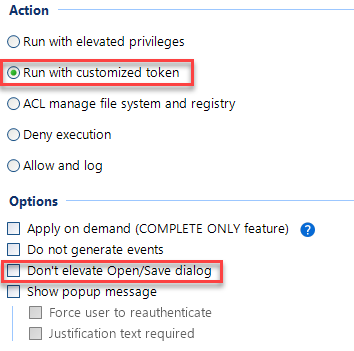 Action
Run with elevated privileges
Run with customized token
ACL manage file system and registry
Deny execution
Allow and log
Options
Apply on demand (COMPLETE ONLY feature) ?
Do not generate events
Don't elevate Open/Save dialog
Show popup message
Force user to reauthenticate
Justification text required